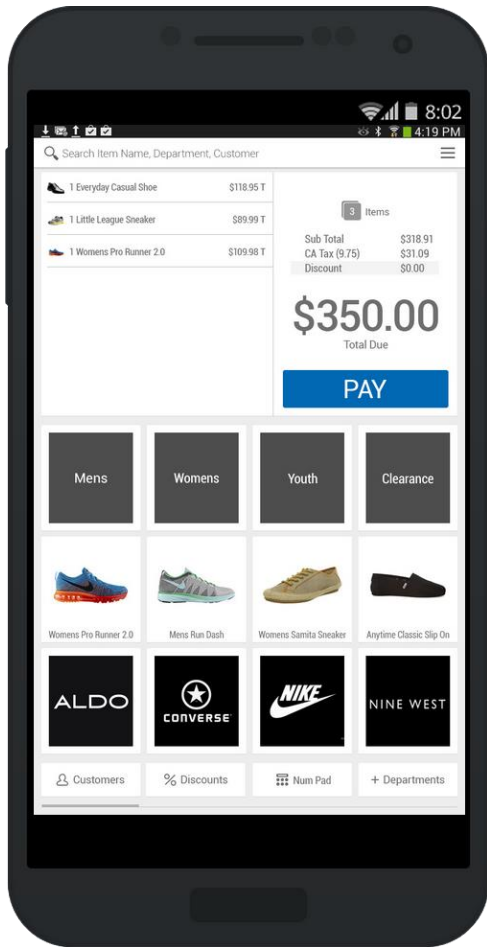 8:02
4:19 PM
Search Item Name, Department, Customer
1 Everyday Casual Shoe $118.95 T
1 Little League Sneaker $89.99 T
1 Womens Pro Runner 2.0 $109.98 T
3 Items
Sub Total $318.91
CA Tax (9.75) $31.09
Discount $0.00
$350.00
Total Due
PAY
Mens Womens Youth Clearance
Womens Pro Runner 2.0 Mens Run Dash Womens Samita Sneaker Anytime Classic Slip On
ALDO CONVERSE NIKE NINE WEST
Customers % Discounts Num Pad + Departments